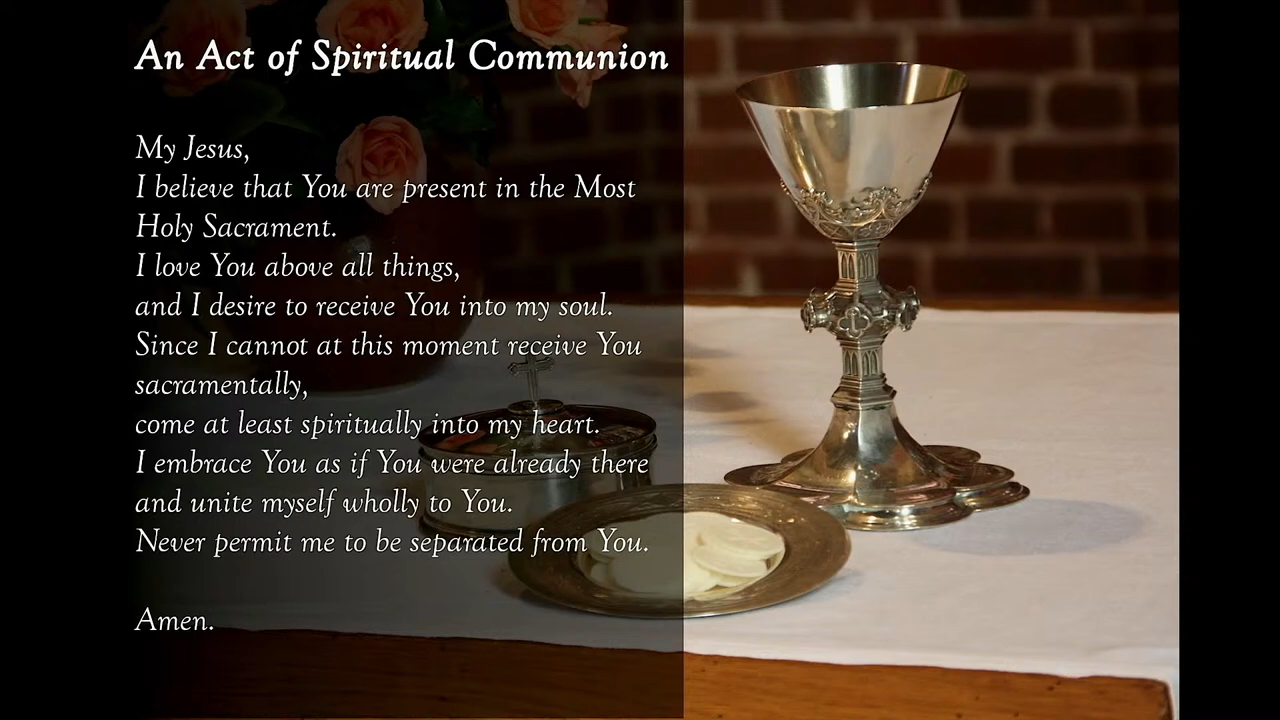 An Act of Spiritual Communion
My Jesus,
I believe that You are present in the Most
Holy Sacrament.
I love You above all things,
and I desire to receive You into my soul.
Since I cannot at this moment receive You
sacramentally,
come at least spiritually into my heart.
I embrace You as if You were already there
and unite myself wholly to You.
Never permit me to be separated from You.
Amen.